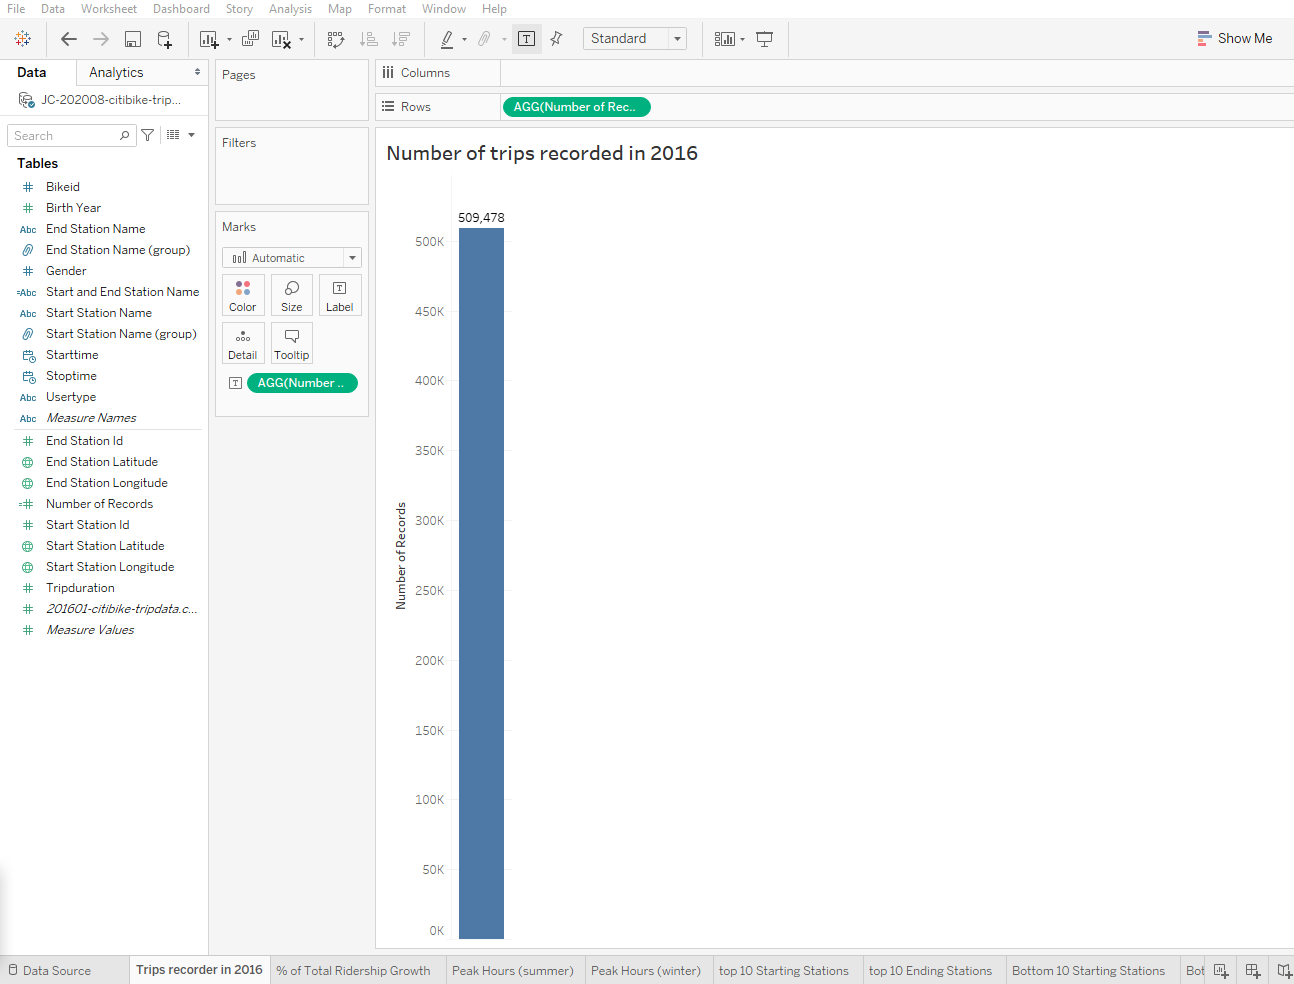 File Data Worksheet Dashboard Story Analysis Map Format Window Help
Standard
Show Me
Data Analytics
JC-202008-citibike-trip...
Search
Tables
Bikeid
Birth Year
Abc End Station Name
End Station Name (group)
Gender
=Abc Start and End Station Name
Abc Start Station Name
Start Station Name (group)
Starttime
Stoptime
Abc Usertype
Abc Measure Names
End Station Id
End Station Latitude
End Station Longitude
Number of Records
Start Station Id
Start Station Latitude
Start Station Longitude
Tripduration
201601-citibike-tripdata.c...
Measure Values
Pages
Filters
Marks
Automatic
Color Size Label
Detail Tooltip
AGG(Number ..
Columns
Rows AGG(Number of Rec..
Number of trips recorded in 2016
509,478
500K
450K
400K
350K
300K
250K
200K
150K
100K
50K
0K
Number of Records
Data Source Trips recorder in 2016 % of Total Ridership Growth Peak Hours (summer) Peak Hours (winter) top 10 Starting Stations top 10 Ending Stations Bottom 10 Starting Stations Bot